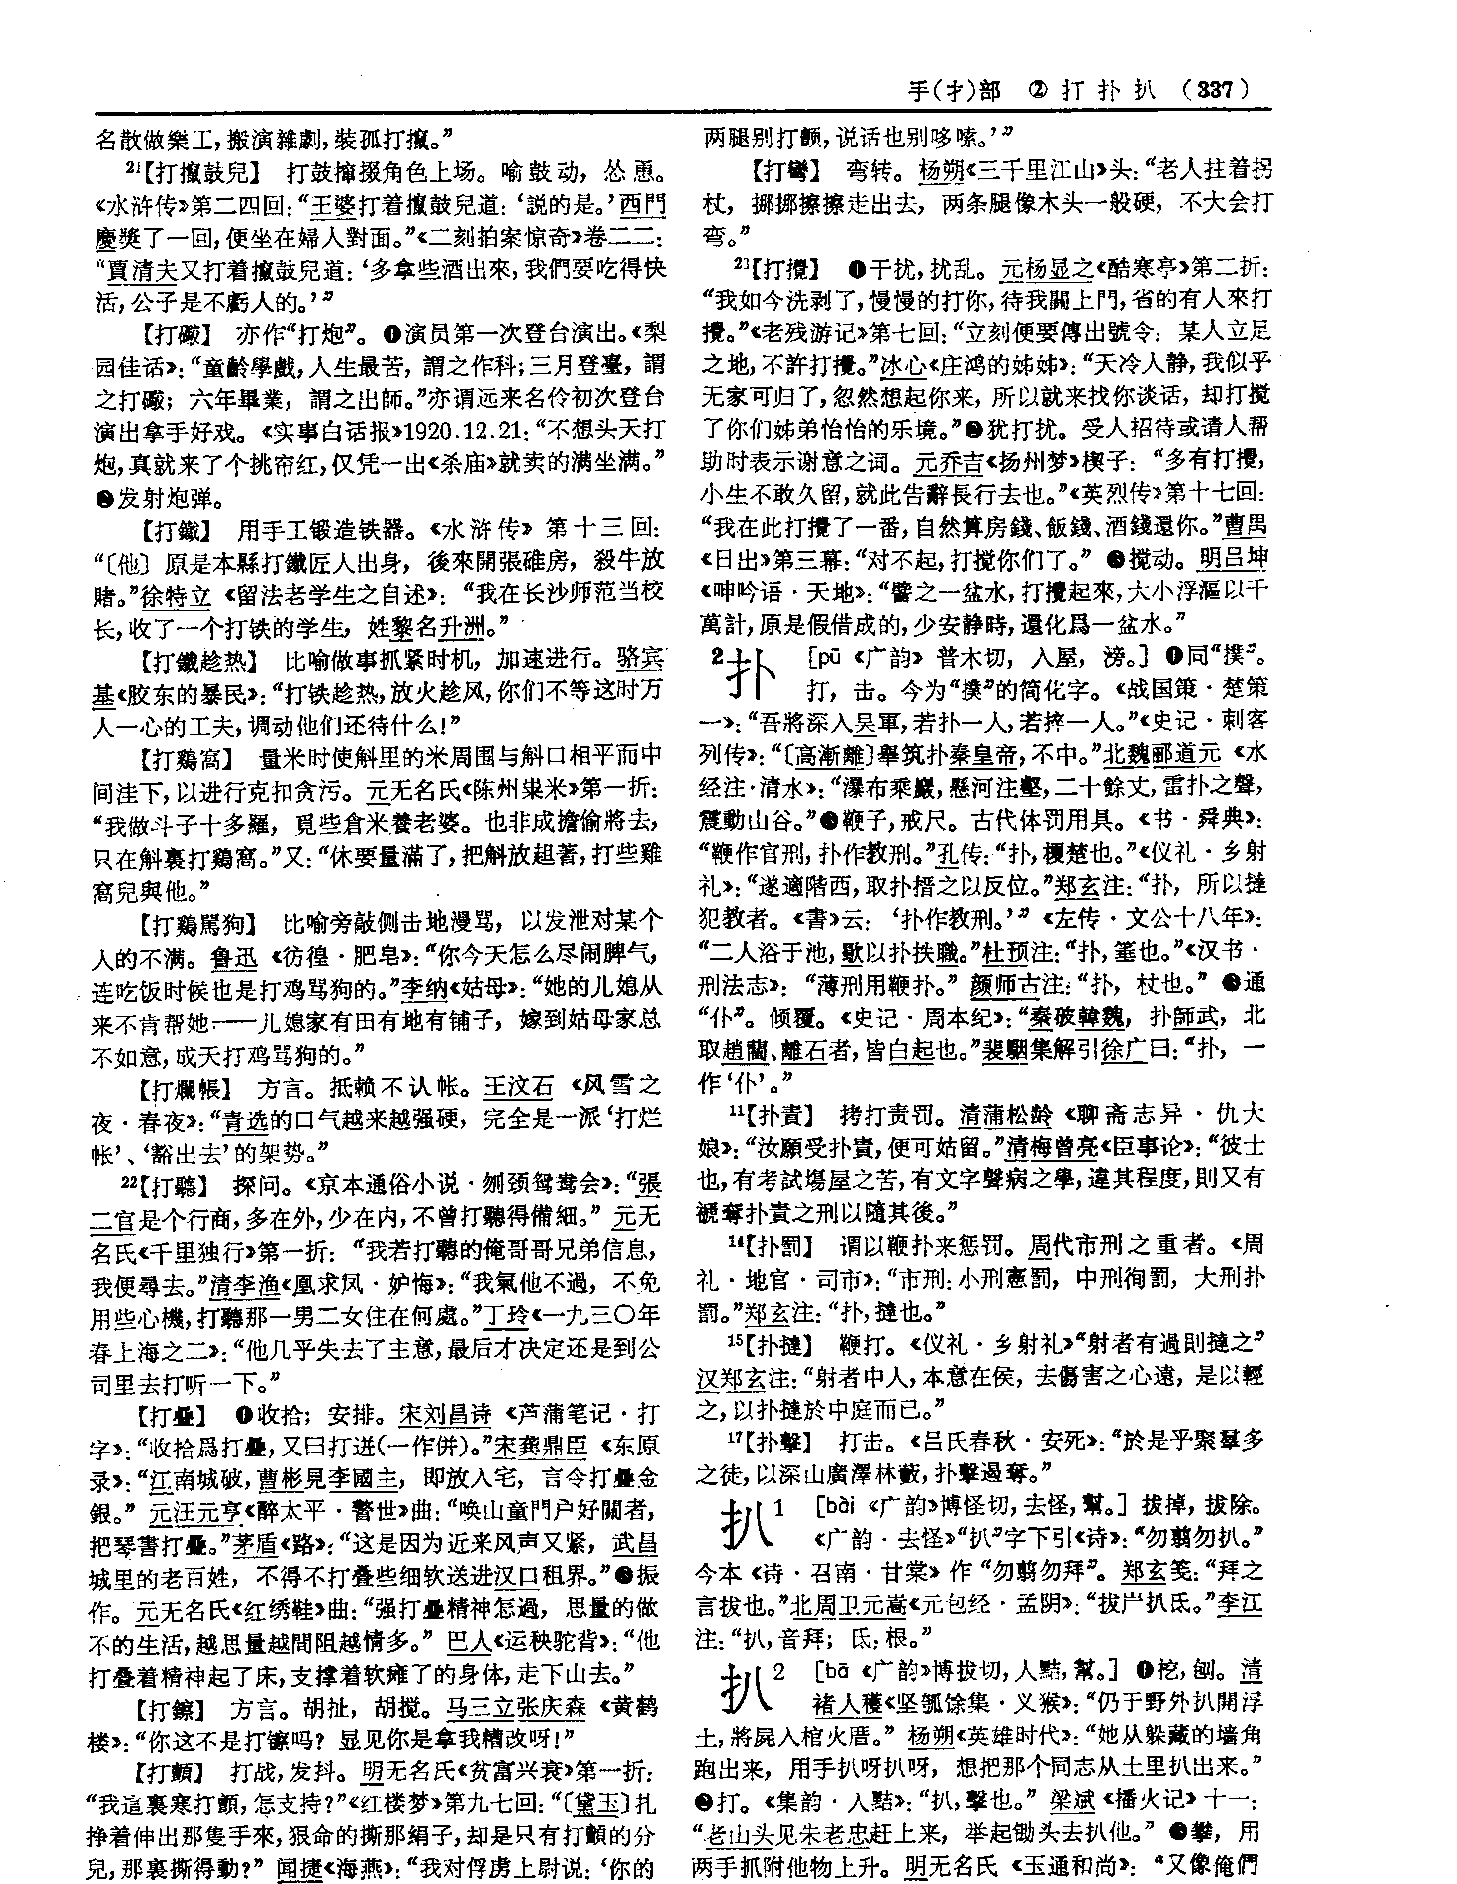 手(扌)部 ② 打扑扒 (337)
名散做樂工,搬演雜劇,裝孤打攛。”
21【打攛鼓兒】 打鼓撺掇角色上场。喻鼓动,怂恿。
《水浒传》第二四回:“王婆打着攛鼓兒道:‘説的是。’西門
慶獎了一回,便坐在婦人對面。”《二刻拍案惊奇》卷二二:
“賈清夫又打着攛鼓兒道:‘多拿些酒出來,我們要吃得快
活,公子是不虧人的。’”
【打礮】 亦作“打炮”。❶演员第一次登台演出。《梨
园佳话》:“童齡學戲,人生最苦,謂之作科;三月登臺,謂
之打礮;六年畢業,謂之出師。”亦谓远来名伶初次登台
演出拿手好戏。《实事白话报》1920.12.21:“不想头天打
炮,真就来了个挑帘红,仅凭一出《杀庙》就卖的满坐满。”
❷发射炮弹。
【打鐵】 用手工锻造铁器。《水浒传》第十三回:
“〔他〕原是本縣打鐵匠人出身,後來開張碓房,殺牛放
賭。”徐特立《留法老学生之自述》:“我在长沙师范当校
长,收了一个打铁的学生,姓黎名升洲。”
【打鐵趁热】 比喻做事抓紧时机,加速进行。骆宾
基《胶东的暴民》:“打铁趁热,放火趁风,你们不等这时万
人一心的工夫,调动他们还待什么!”
【打鷄窩】 量米时使斛里的米周围与斛口相平而中
间洼下,以进行克扣贪污。元无名氏《陈州粜米》第一折:
“我做斗子十多羅,覓些倉米養老婆。也非成擔偷將去,
只在斛裏打鷄窩。”又:“休要量滿了,把斛放趄著,打些雞
窩兒與他。”
【打鷄駡狗】 比喻旁敲侧击地漫骂,以发泄对某个
人的不满。鲁迅《彷徨·肥皂》:“你今天怎么尽闹脾气,
连吃饭时候也是打鸡骂狗的。”李纳《姑母》:“她的儿媳从
来不肯帮她——儿媳家有田有地有铺子,嫁到姑母家总
不如意,成天打鸡骂狗的。”
【打爛帳】 方言。抵赖不认帐。王汶石《风雪之
夜·春夜》:“青选的口气越来越强硬,完全是一派‘打烂
帐’、‘豁出去’的架势。”
22【打聽】 探问。《京本通俗小说·刎颈鸳鸯会》:“張
二官是个行商,多在外,少在内,不曾打聽得備細。”元无
名氏《千里独行》第一折:“我若打聽的俺哥哥兄弟信息,
我便尋去。”清李渔《凰求凤·妒悔》:“我氣他不過,不免
用些心機,打聽那一男二女住在何處。”丁玲《一九三〇年
春上海之二》:“他几乎失去了主意,最后才决定还是到公
司里去打听一下。”
【打疊】 ❶收拾;安排。宋刘昌诗《芦蒲笔记·打
字》:“收拾爲打疊,又曰打迸(一作併)。”宋龚鼎臣《东原
录》:“江南城破,曹彬見李國主,即放入宅,言令打疊金
銀。”元汪元亨《醉太平·警世》曲:“唤山童門户好關者,
把琴書打疊。”茅盾《路》:“这是因为近来风声又紧,武昌
城里的老百姓,不得不打叠些细软送进汉口租界。”❷振
作。元无名氏《红绣鞋》曲:“强打疊精神怎過,思量的做
不的生活,越思量越間阻越情多。”巴人《运秧驼背》:“他
打叠着精神起了床,支撑着软瘫了的身体,走下山去。”
【打鑔】 方言。胡扯,胡搅。马三立张庆森《黄鹤
楼》:“你这不是打镲吗?显见你是拿我糟改呀!”
【打顫】 打战,发抖。明无名氏《贫富兴衰》第一折:
“我這裏寒打顫,怎支持?”《红楼梦》第九七回:“〔黛玉〕扎
挣着伸出那隻手來,狠命的撕那绢子,却是只有打顫的分
兒,那裏撕得動?”闻捷《海燕》:“我对俘虏上尉说:‘你的
两腿别打颤,说话也别哆嗦。’”
【打彎】 弯转。杨朔《三千里江山》头:“老人拄着拐
杖,挪挪擦擦走出去,两条腿像木头一般硬,不大会打
弯。”
23【打攪】 ❶干扰,扰乱。元杨显之《酷寒亭》第二折:
“我如今洗剥了,慢慢的打你,待我關上門,省的有人來打
攪。”《老残游记》第七回:“立刻便要傳出號令:某人立足
之地,不許打攪。”冰心《庄鸿的姊姊》:“天冷人静,我似乎
无家可归了,忽然想起你来,所以就来找你谈话,却打搅
了你们姊弟怡怡的乐境。”❷犹打扰。受人招待或请人帮
助时表示谢意之词。元乔吉《扬州梦》楔子:“多有打攪,
小生不敢久留,就此告辭長行去也。”《英烈传》第十七回:
“我在此打攪了一番,自然算房錢、飯錢、酒錢還你。”曹禺
《日出》第三幕:“对不起,打搅你们了。”❸搅动。明吕坤
《呻吟语·天地》:“譬之一盆水,打攪起來,大小浮漚以千
萬計,原是假借成的,少安静時,還化爲一盆水。”
2扑 [pū《广韵》普木切,入屋,滂。]❶同“撲”。
打,击。今为“撲”的简化字。《战国策·楚策
一》:“吾將深入吴軍,若扑一人,若捽一人。”《史记·刺客
列传》:“〔高漸離〕舉筑扑秦皇帝,不中。”北魏郦道元《水
经注·清水》:“瀑布乘巖,懸河注壑,二十餘丈,雷扑之聲,
震動山谷。”❷鞭子,戒尺。古代体罚用具。《书·舜典》:
“鞭作官刑,扑作教刑。”孔传:“扑,榎楚也。”《仪礼·乡射
礼》:“遂適階西,取扑搢之以反位。”郑玄注:“扑,所以撻
犯教者。《書》云:‘扑作教刑。’”《左传·文公十八年》:
“二人浴于池,歜以扑抶職。”杜预注:“扑,箠也。”《汉书·
刑法志》:“薄刑用鞭扑。”颜师古注:“扑,杖也。”❸通
“仆”。倾覆。《史记·周本纪》:“秦破韓魏,扑師武,北
取趙藺、離石者,皆白起也。”裴駰集解引徐广曰:“扑,一
作‘仆’。”
11【扑責】 拷打责罚。清蒲松龄《聊斋志异·仇大
娘》:“汝願受扑責,便可姑留。”清梅曾亮《臣事论》:“彼士
也,有考試場屋之苦,有文字聲病之學,違其程度,則又有
褫奪扑責之刑以隨其後。”
14【扑罰】 谓以鞭扑来惩罚。周代市刑之重者。《周
礼·地官·司市》:“市刑:小刑憲罰,中刑徇罰,大刑扑
罰。”郑玄注:“扑,撻也。”
15【扑撻】 鞭打。《仪礼·乡射礼》“射者有過則撻之”
汉郑玄注:“射者中人,本意在侯,去傷害之心遠,是以輕
之,以扑撻於中庭而已。”
17【扑擊】 打击。《吕氏春秋·安死》:“於是乎聚羣多
之徒,以深山廣澤林藪,扑擊遏奪。”
扒1 [bài《广韵》博怪切,去怪,幫。]拔掉,拔除。
《广韵·去怪》“扒”字下引《诗》:“勿翦勿扒。”
今本《诗·召南·甘棠》作“勿翦勿拜”。郑玄笺:“拜之
言拔也。”北周卫元嵩《元包经·孟阴》:“拔屵扒氐。”李江
注:“扒,音拜;氐:根。”
扒2 [bā《广韵》博拔切,入黠,幫。]❶挖,刨。清
褚人穫《坚瓠馀集·义猴》:“仍于野外扒開浮
土,將屍入棺火厝。”杨朔《英雄时代》:“她从躲藏的墙角
跑出来,用手扒呀扒呀,想把那个同志从土里扒出来。”
❷打。《集韵·入黠》:“扒,擊也。”梁斌《播火记》十一:
“老山头见朱老忠赶上来,举起锄头去扒他。”❸攀,用
两手抓附他物上升。明无名氏《玉通和尚》:“又像俺們